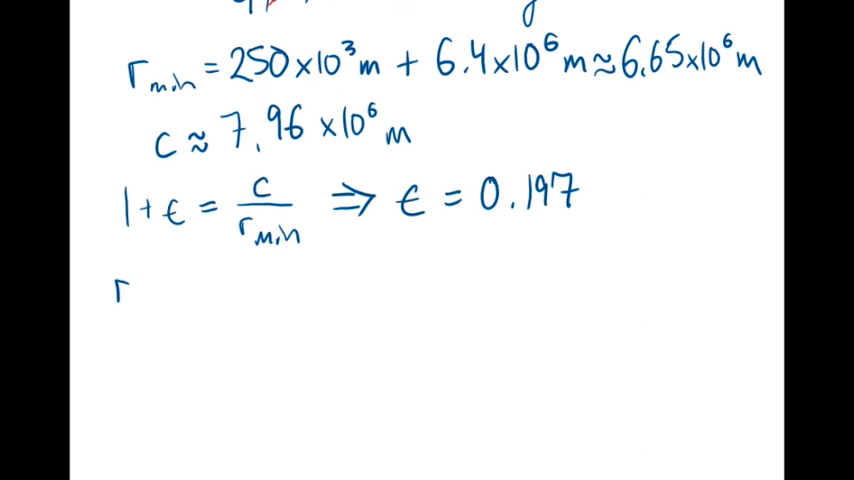 r_min = 250×10³m + 6.4×10⁶m ≈ 6.65×10⁶m
c ≈ 7.96 ×10⁶ m
1+ϵ = c/r_min ⇒ ϵ = 0.197
r